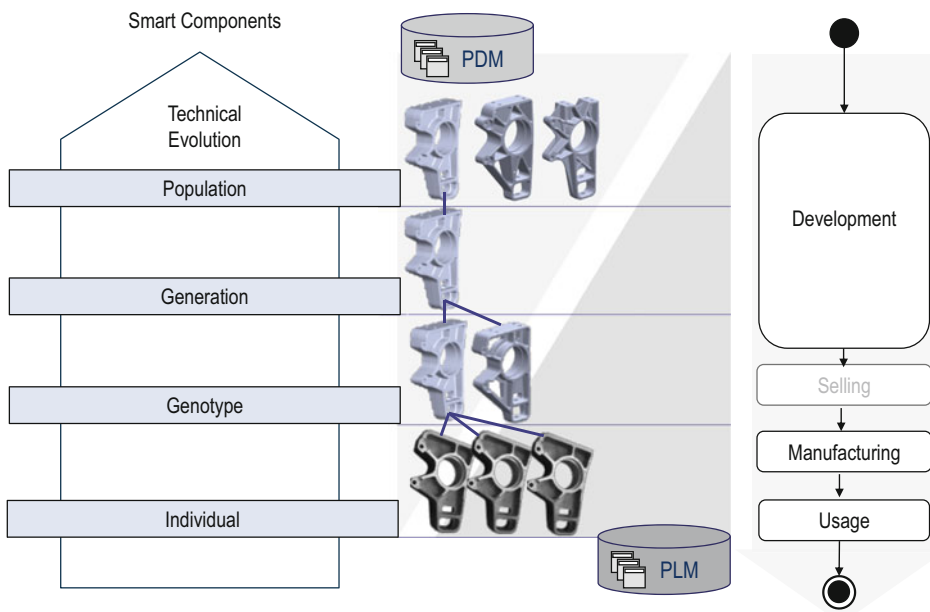 Smart Components
PDM
Technical
Evolution
Population
Development
Generation
Selling
Genotype
Manufacturing
Individual
Usage
PLM